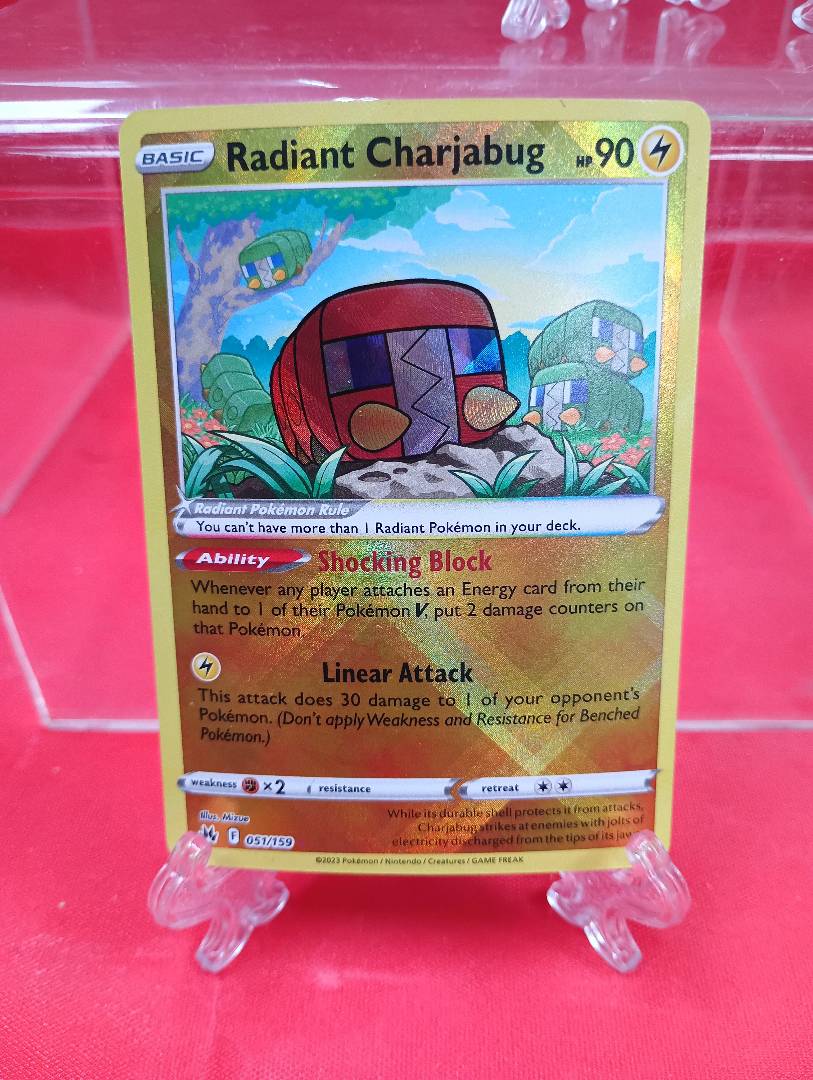 BASIC Radiant Charjabug HP 90
Radiant Pokémon Rule
You can't have more than 1 Radiant Pokémon in your deck.
Ability Shocking Block
Whenever any player attaches an Energy card from their
hand to 1 of their Pokémon V, put 2 damage counters on
that Pokémon.
Linear Attack
This attack does 30 damage to 1 of your opponent's
Pokémon. (Don't apply Weakness and Resistance for Benched
Pokémon.)
weakness ×2 resistance retreat
Illus. Mizue
F 051/159
While its durable shell protects it from attacks,
Charjabug strikes at enemies with jolts of
electricity discharged from the tips of its jaws.
©2023 Pokémon / Nintendo / Creatures / GAME FREAK